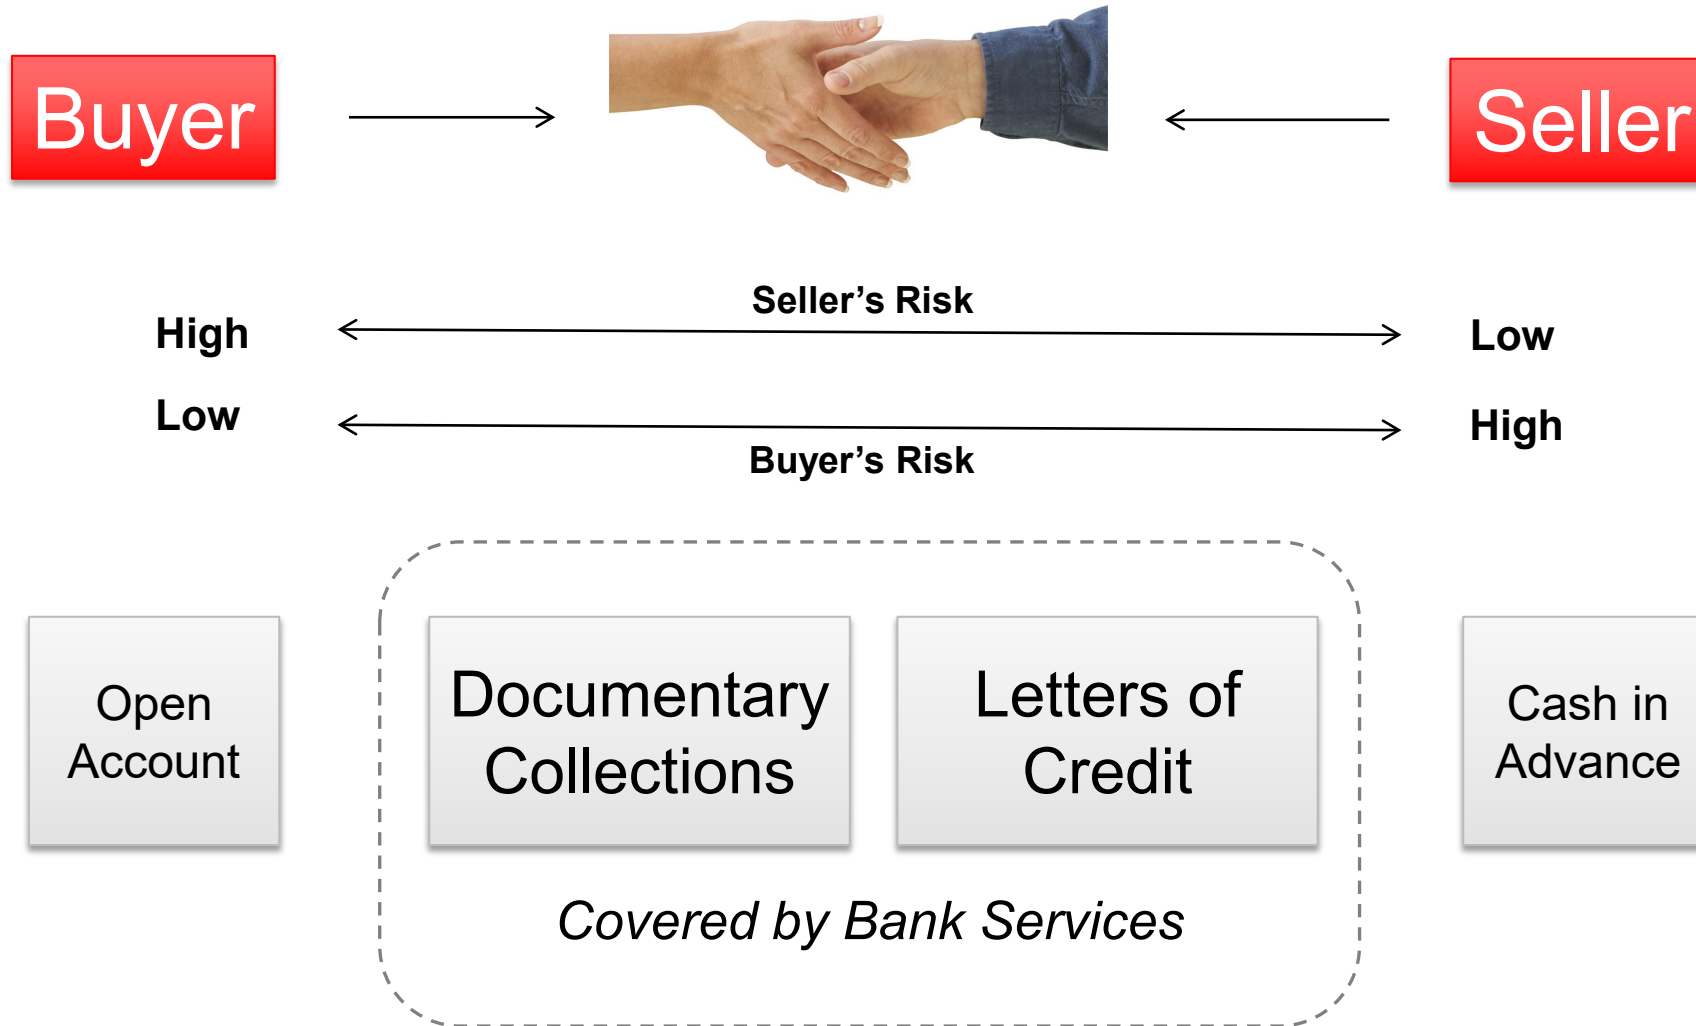 Buyer
Seller
Seller’s Risk
High
Low
Low
High
Buyer’s Risk
Open
Account
Documentary
Collections
Letters of
Credit
Cash in
Advance
Covered by Bank Services